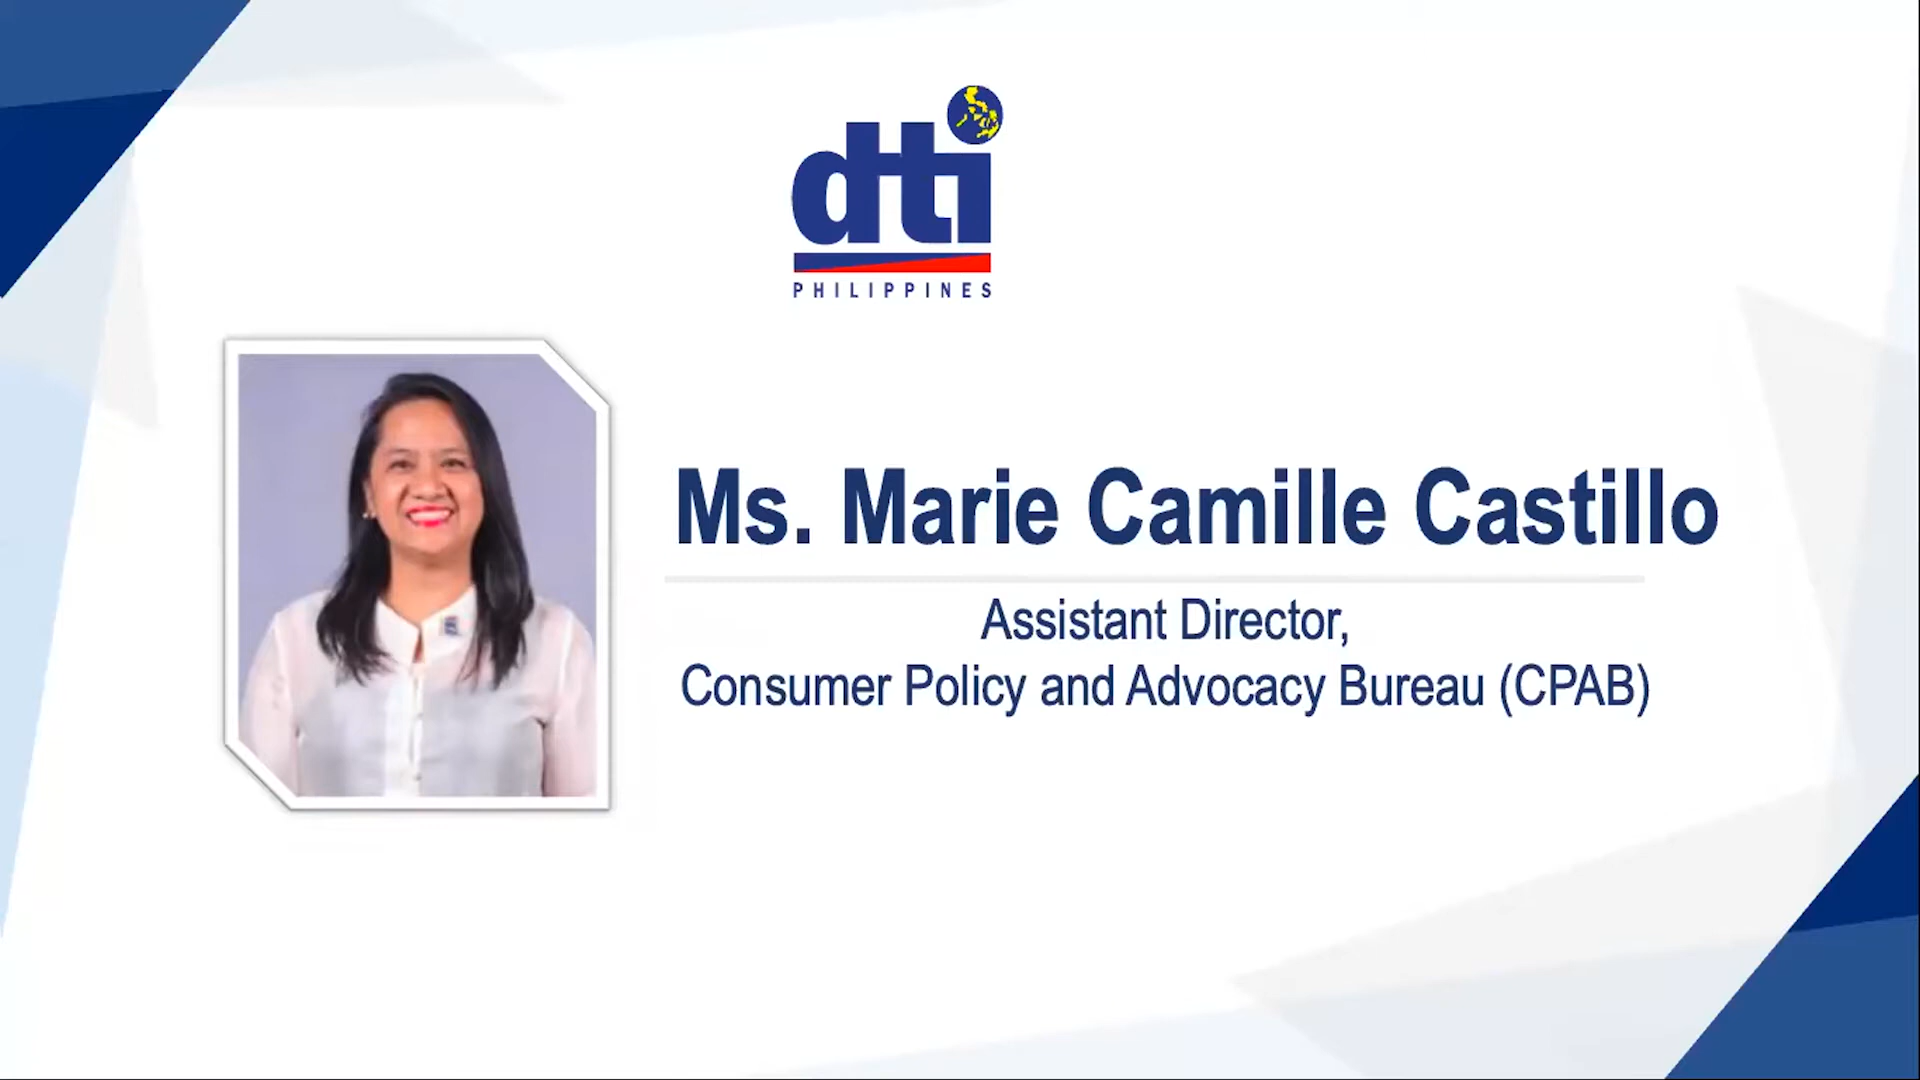 dti
PHILIPPINES
Ms. Marie Camille Castillo
Assistant Director,
Consumer Policy and Advocacy Bureau (CPAB)